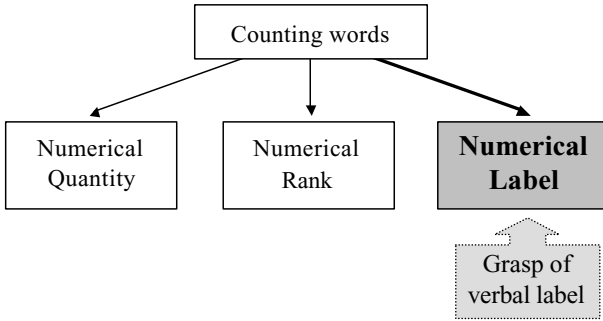 Counting words
Numerical
Quantity
Numerical
Rank
Numerical
Label
Grasp of
verbal label